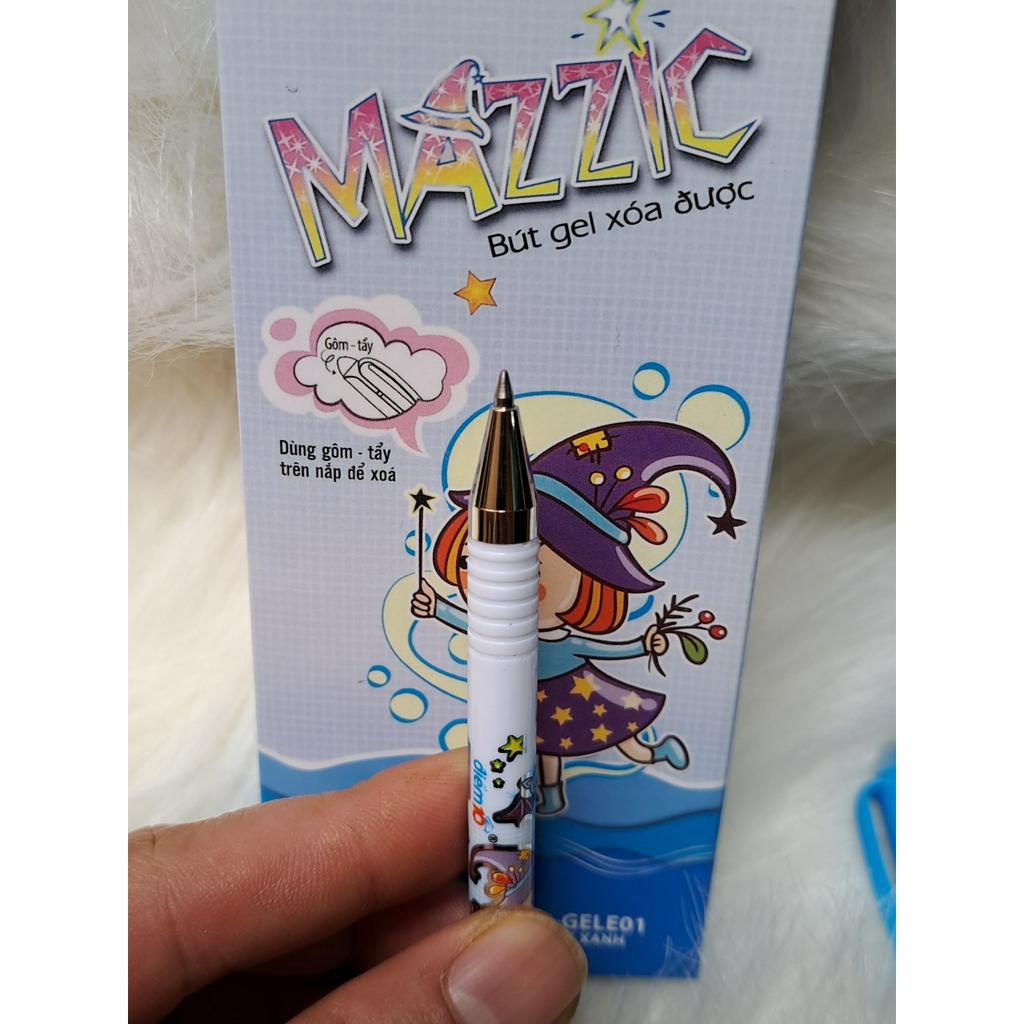 MAZZIC
Bút gel xóa được
Gôm - tẩy
Dùng gôm - tẩy
trên nắp để xoá
điểm 10 ®
GELE01
XANH